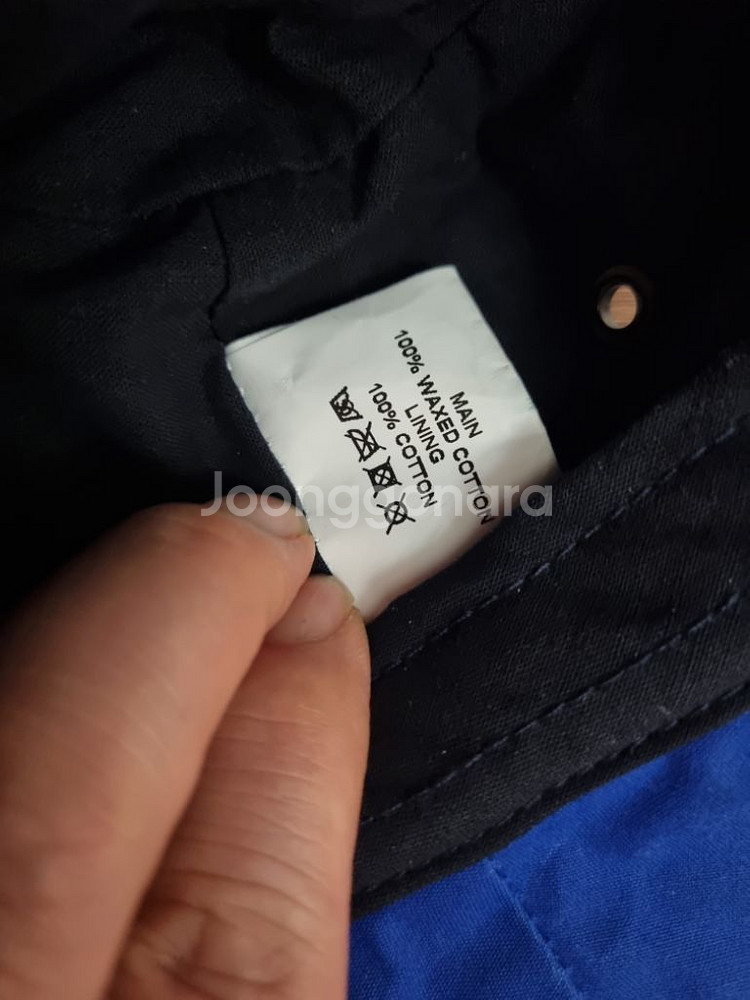 MAIN
100% WAXED COTTON
LINING
100% COTTON
Joonggonara